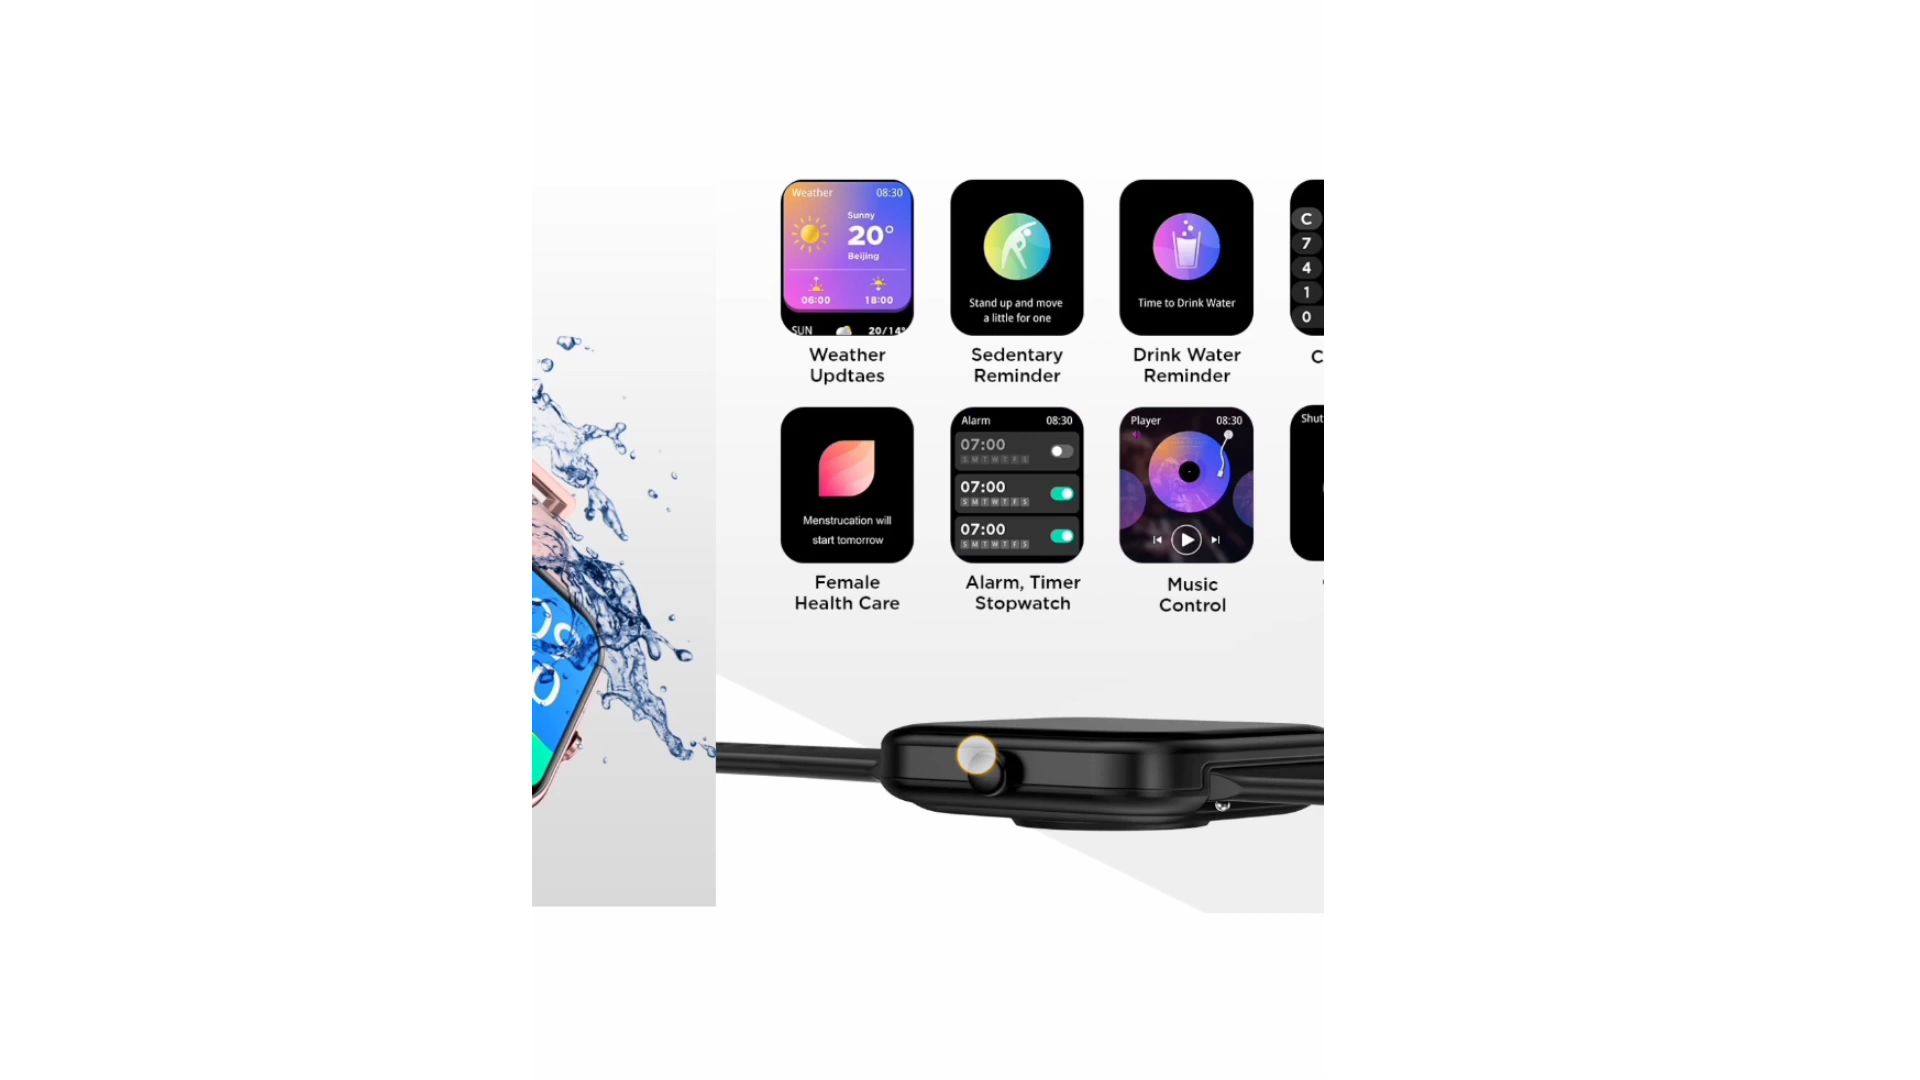 Weather 08:30
Sunny
20°
Beijing
06:00 18:00
SUN 20/14°
Weather
Updtaes
Stand up and move
a little for one
Sedentary
Reminder
Time to Drink Water
Drink Water
Reminder
C
7
4
1
0
C
Menstrucation will
start tomorrow
Female
Health Care
Alarm 08:30
07:00
S M T W T F S
07:00
S M T W T F S
07:00
S M T W T F S
Alarm, Timer
Stopwatch
Player 08:30
Music
Control
Shut